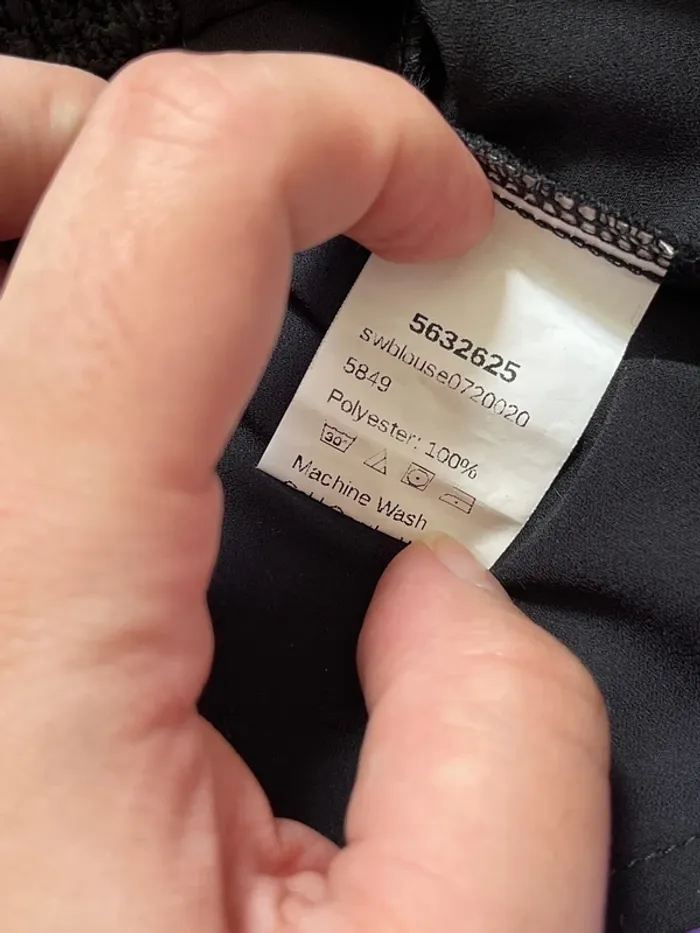 5632625
swblouse0720020
5849
Polyester: 100%
30°
Machine Wash